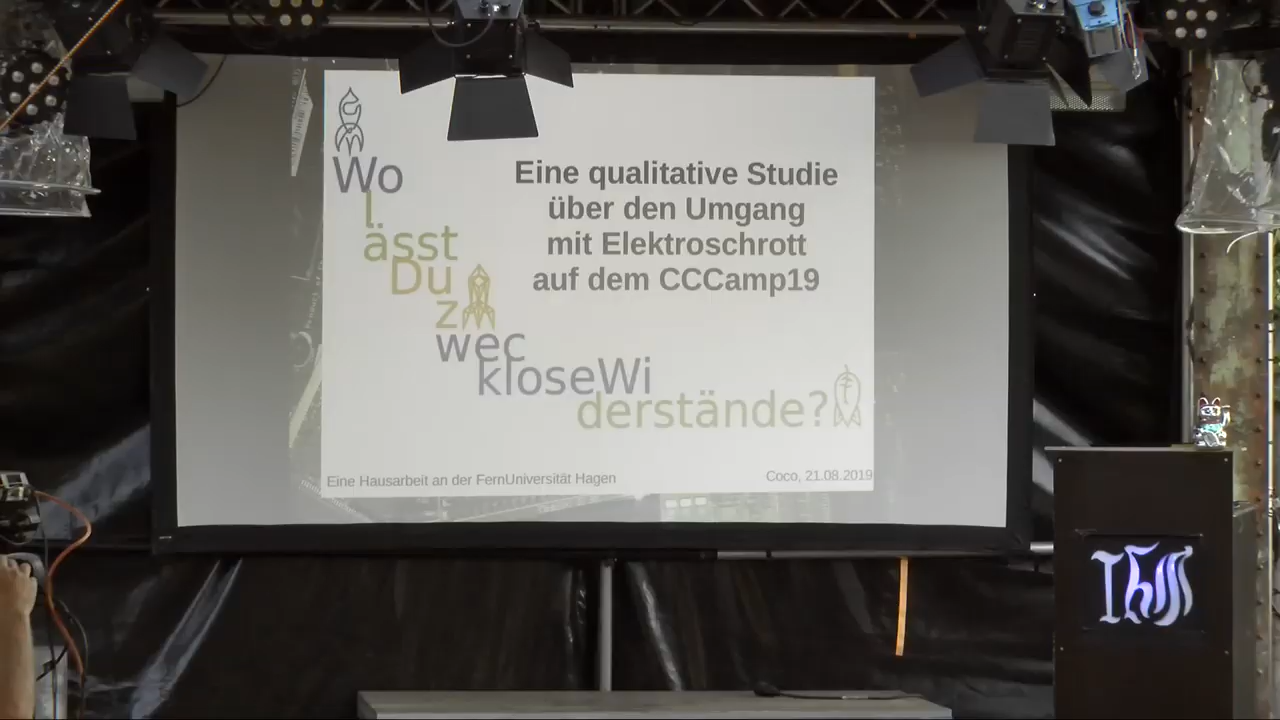 Wo
l
ässt
Du
z
wec
kloseWi
derstände?
Eine qualitative Studie
über den Umgang
mit Elektroschrott
auf dem CCCamp19
Eine Hausarbeit an der FernUniversität Hagen
Coco, 21.08.2019